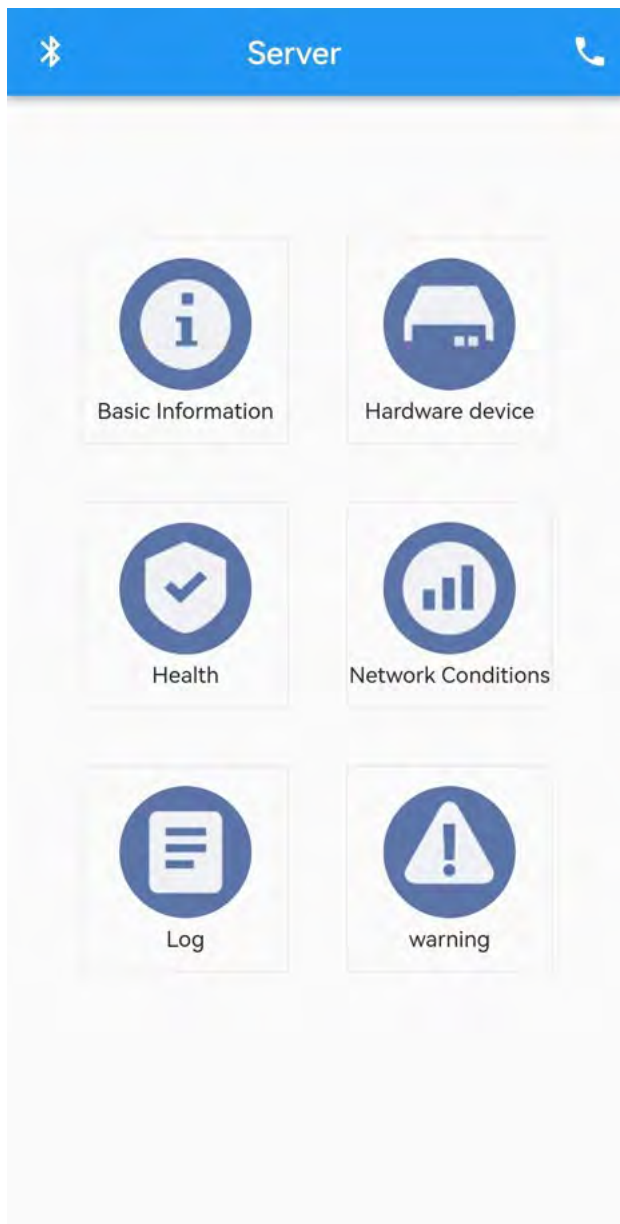 Server
Basic Information
Hardware device
Health
Network Conditions
Log
warning